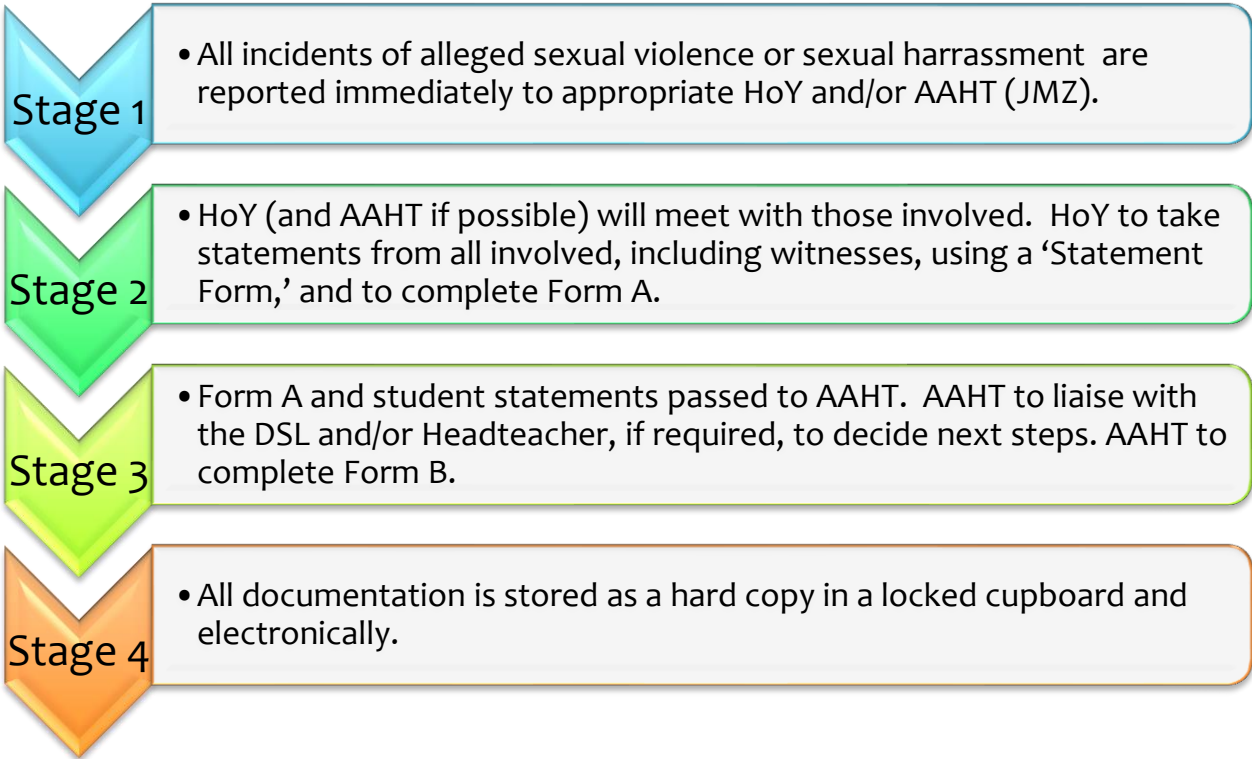 Stage 1
• All incidents of alleged sexual violence or sexual harrassment are
reported immediately to appropriate HoY and/or AAHT (JMZ).
Stage 2
• HoY (and AAHT if possible) will meet with those involved. HoY to take
statements from all involved, including witnesses, using a ‘Statement
Form,’ and to complete Form A.
Stage 3
• Form A and student statements passed to AAHT. AAHT to liaise with
the DSL and/or Headteacher, if required, to decide next steps. AAHT to
complete Form B.
Stage 4
• All documentation is stored as a hard copy in a locked cupboard and
electronically.